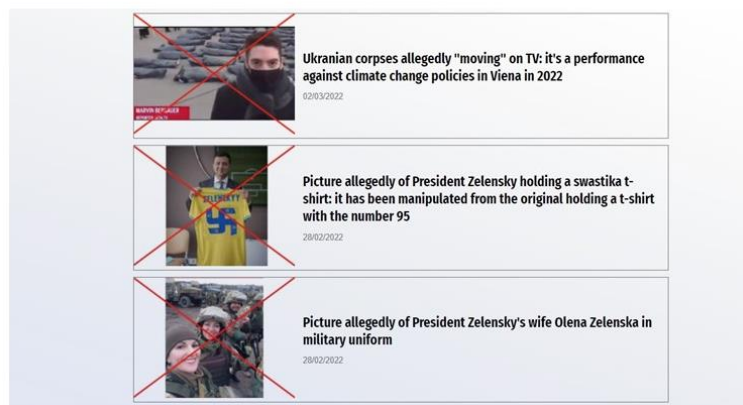 Ukranian corpses allegedly "moving" on TV: it's a performance
against climate change policies in Viena in 2022
02/03/2022
ZELENSKYY
Picture allegedly of President Zelensky holding a swastika t-
shirt: it has been manipulated from the original holding a t-shirt
with the number 95
28/02/2022
Picture allegedly of President Zelensky's wife Olena Zelenska in
military uniform
28/02/2022